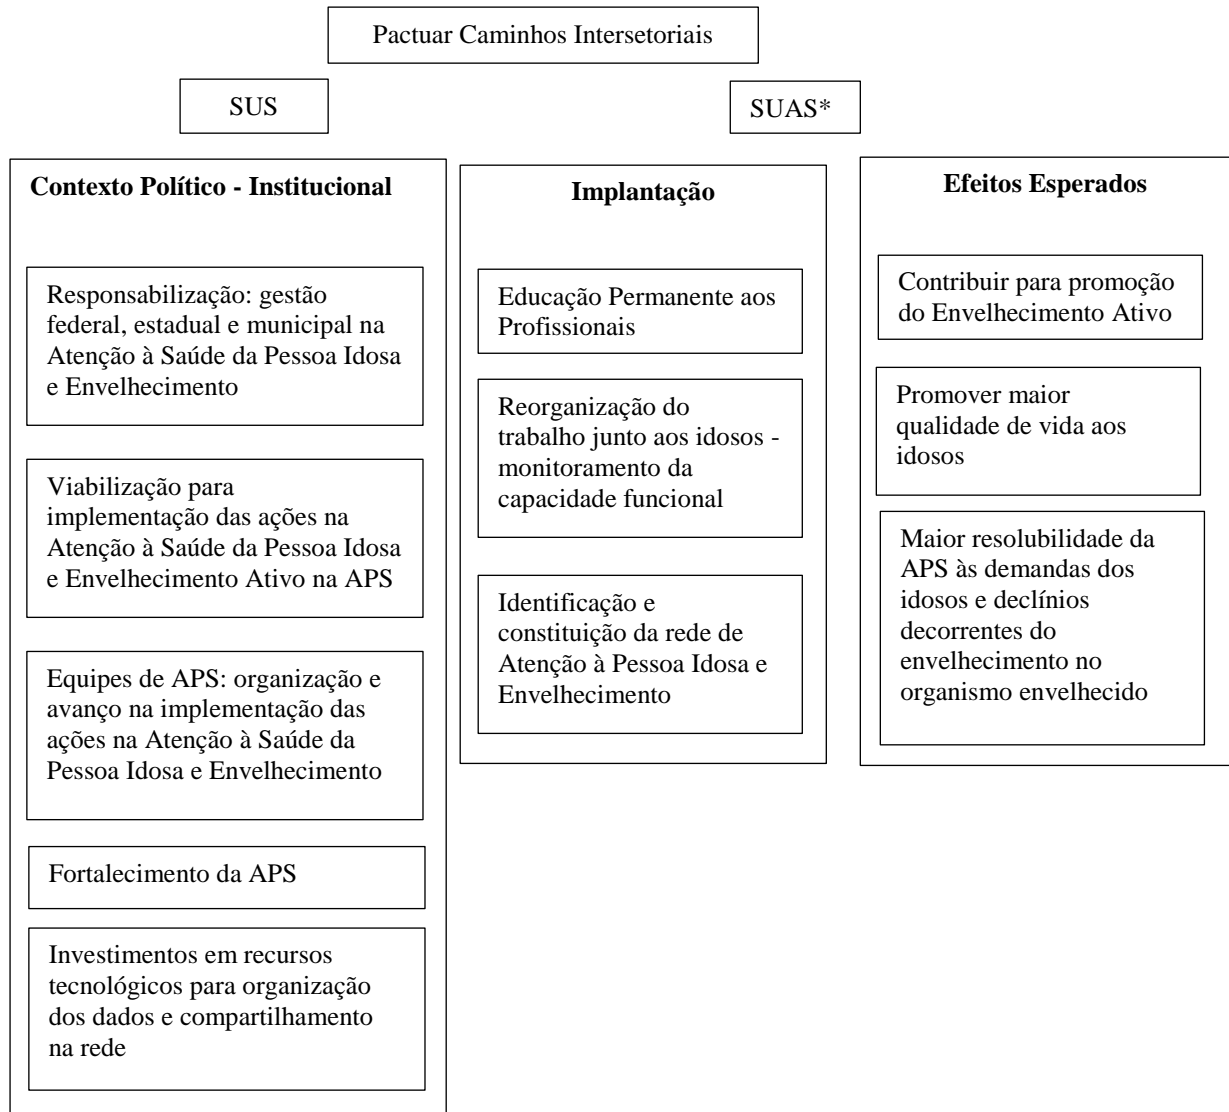 Pactuar Caminhos Intersetoriais
SUS
SUAS*
Contexto Político - Institucional
Responsabilização: gestão
federal, estadual e municipal na
Atenção à Saúde da Pessoa Idosa
e Envelhecimento
Viabilização para
implementação das ações na
Atenção à Saúde da Pessoa Idosa
e Envelhecimento Ativo na APS
Equipes de APS: organização e
avanço na implementação das
ações na Atenção à Saúde da
Pessoa Idosa e Envelhecimento
Fortalecimento da APS
Investimentos em recursos
tecnológicos para organização
dos dados e compartilhamento
na rede
Implantação
Educação Permanente aos
Profissionais
Reorganização do
trabalho junto aos idosos -
monitoramento da
capacidade funcional
Identificação e
constituição da rede de
Atenção à Pessoa Idosa e
Envelhecimento
Efeitos Esperados
Contribuir para promoção
do Envelhecimento Ativo
Promover maior
qualidade de vida aos
idosos
Maior resolubilidade da
APS às demandas dos
idosos e declínios
decorrentes do
envelhecimento no
organismo envelhecido